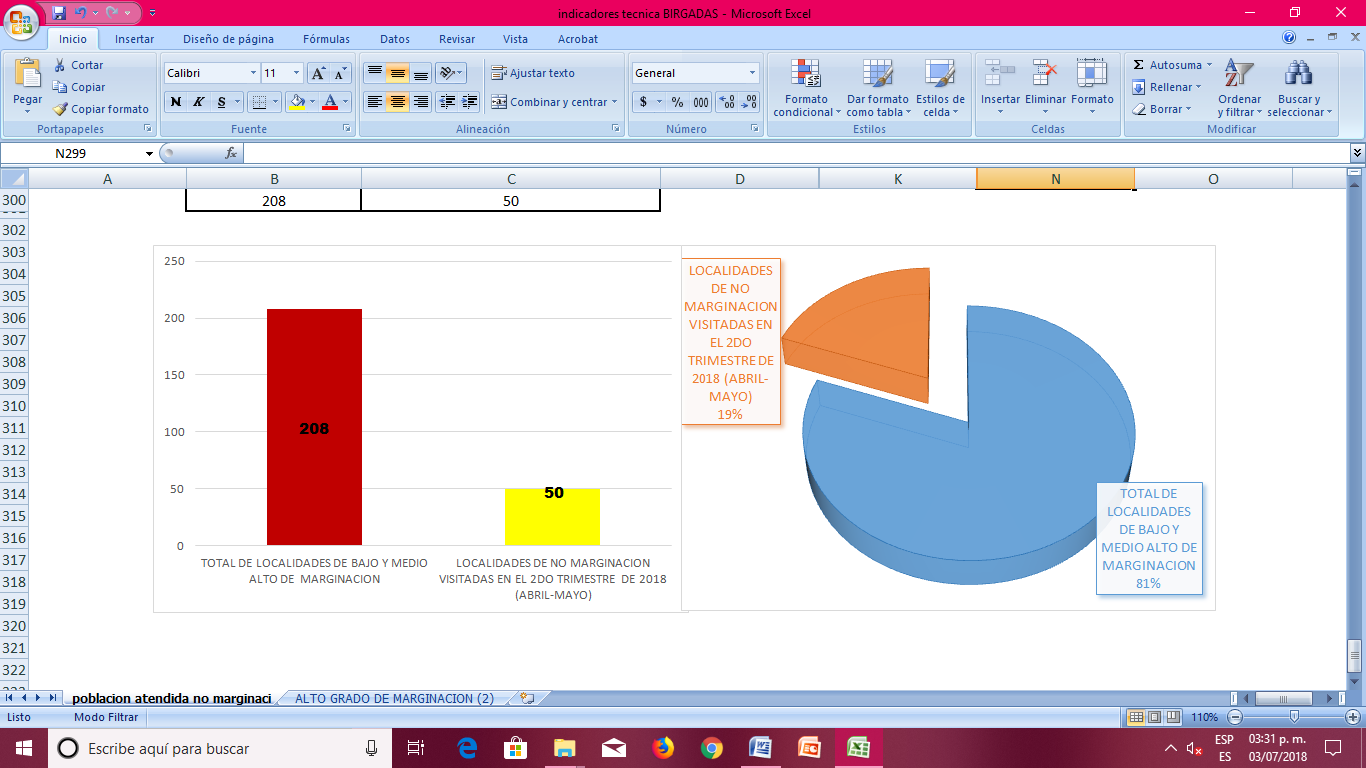 indicadores tecnica BIRGADAS - Microsoft Excel
Inicio Insertar Diseño de página Fórmulas Datos Revisar Vista Acrobat
Pegar
Cortar
Copiar
Copiar formato
Portapapeles
Calibri 11
N K S
Fuente
Ajustar texto
Combinar y centrar
Alineación
General
$ % 000
Número
Formato
condicional
Dar formato
como tabla
Estilos de
celda
Estilos
Insertar Eliminar Formato
Celdas
Σ Autosuma
Rellenar
Borrar
Ordenar
y filtrar
Buscar y
seleccionar
Modificar
N299
fx
A B C D K N O
300 208 50
302
303
304
305
306
307
308
309
310
311
312
313
314
315
316
317
318
319
320
321
322
250
200
150
100
50
0
208
50
TOTAL DE LOCALIDADES DE BAJO Y MEDIO
ALTO DE MARGINACION
LOCALIDADES DE NO MARGINACION
VISITADAS EN EL 2DO TRIMESTRE DE 2018
(ABRIL-MAYO)
LOCALIDADES
DE NO
MARGINACION
VISITADAS EN
EL 2DO
TRIMESTRE DE
2018 (ABRIL-
MAYO)
19%
TOTAL DE
LOCALIDADES
DE BAJO Y
MEDIO ALTO DE
MARGINACION
81%
poblacion atendida no marginaci ALTO GRADO DE MARGINACION (2)
Listo Modo Filtrar 110%
Escribe aquí para buscar
ESP
ES
03:31 p. m.
03/07/2018